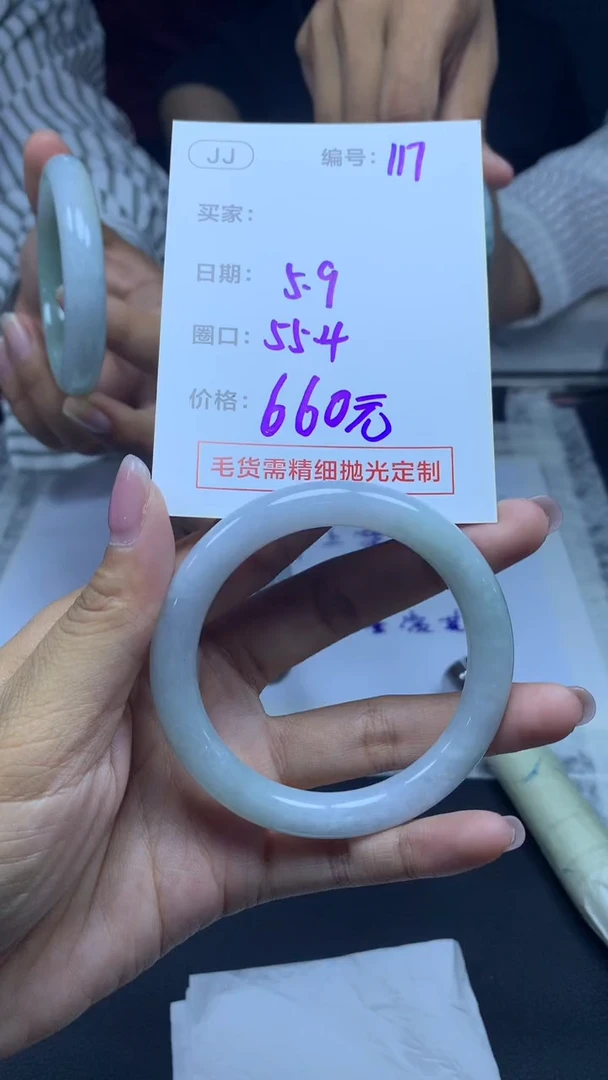 JJ 编号: 117
买家:
日期: 5.9
圈口: 55.4
价格: 660元
毛货需精细抛光定制